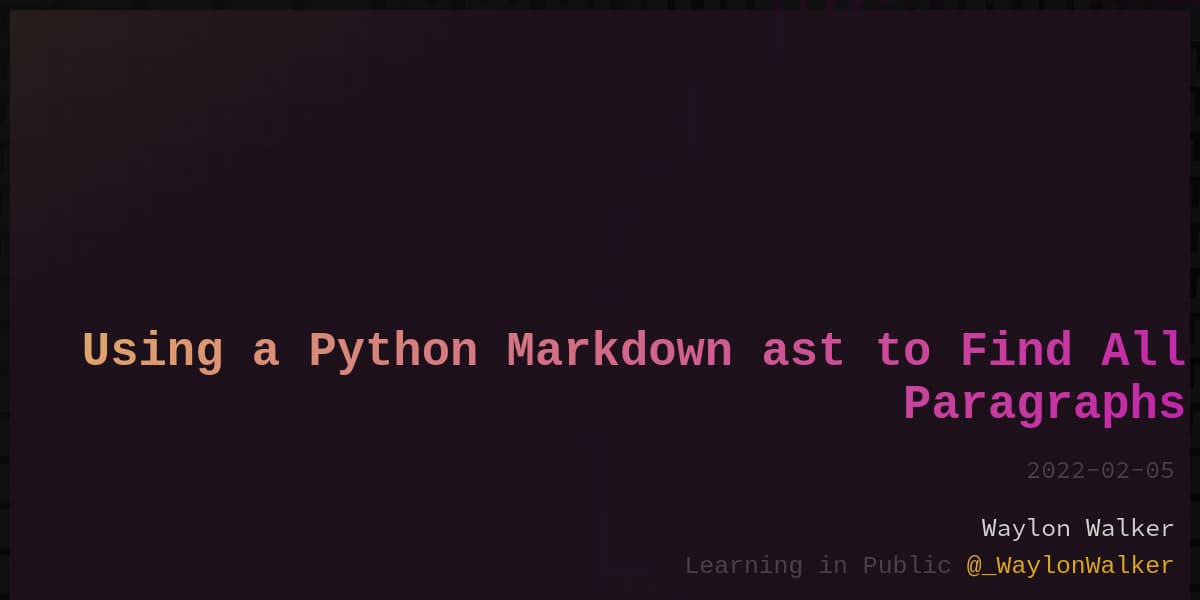 Using a Python Markdown ast to Find All
Paragraphs
2022-02-05
Waylon Walker
Learning in Public @_WaylonWalker